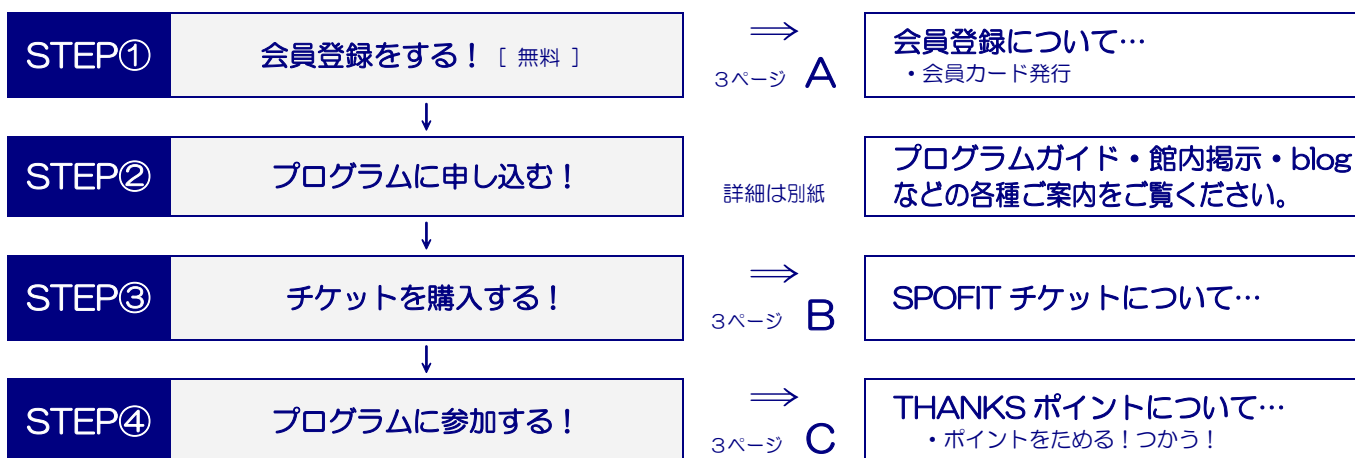 STEP① 会員登録をする！［ 無料 ］ ⇒ 3ページ A 会員登録について…
・会員カード発行
↓
STEP② プログラムに申し込む！ 詳細は別紙 プログラムガイド・館内掲示・blog
などの各種ご案内をご覧ください。
↓
STEP③ チケットを購入する！ ⇒ 3ページ B SPOFIT チケットについて…
↓
STEP④ プログラムに参加する！ ⇒ 3ページ C THANKS ポイントについて…
・ポイントをためる！つかう！